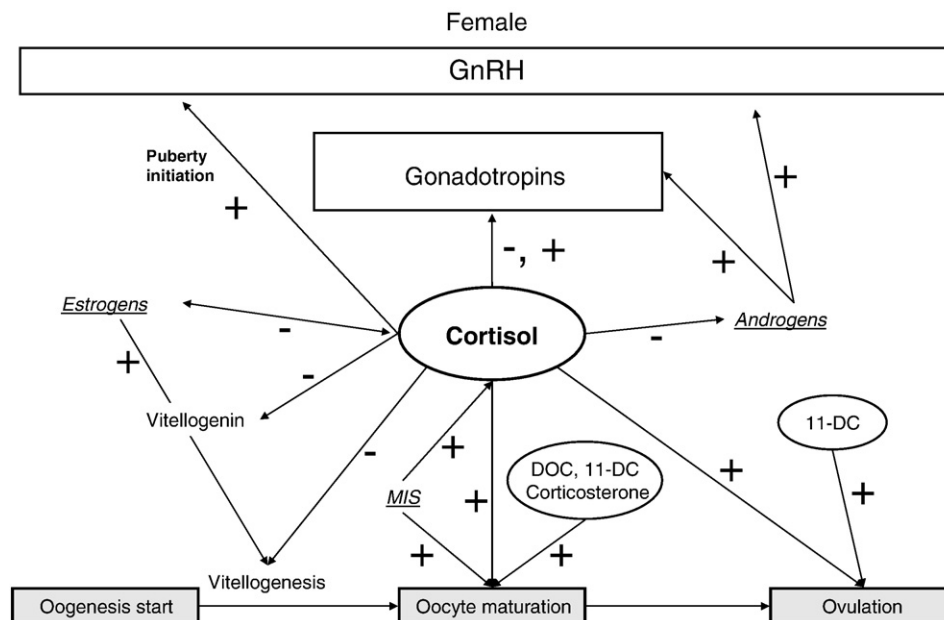 Female
GnRH
Puberty
initiation
+
Gonadotropins
+
+
-, +
Estrogens
-
Cortisol
-
Androgens
+
-
Vitellogenin
11-DC
-
+
DOC, 11-DC
Corticosterone
+
+
MIS
+
+
+
Vitellogenesis
Oogenesis start
Oocyte maturation
Ovulation